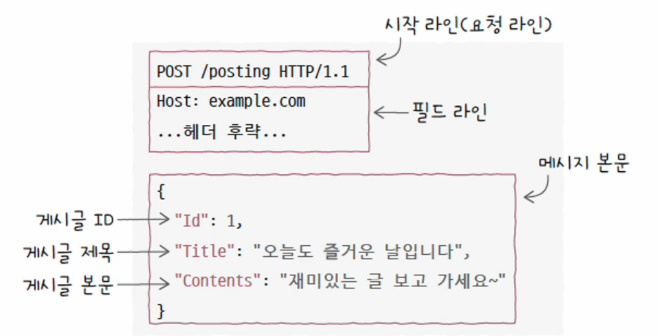 시작 라인(요청 라인)
POST /posting HTTP/1.1
Host: example.com
필드 라인
...헤더 후략...
메시지 본문
{
게시글 ID
"Id": 1,
게시글 제목
"Title": "오늘도 즐거운 날입니다",
게시글 본문
"Contents": "재미있는 글 보고 가세요~"
}